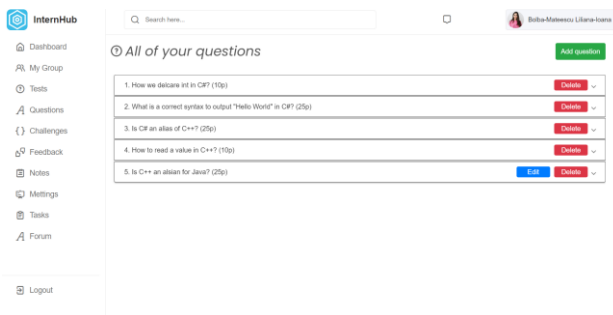 InternHub
Search here...
Boiba-Mateescu Liliana-Ioana
Dashboard
My Group
Tests
Questions
Challenges
Feedback
Notes
Mettings
Tasks
Forum
Logout
All of your questions
Add question
1. How we delcare int in C#? (10p)
Delete
2. What is a correct syntax to output "Hello World" in C#? (25p)
Delete
3. Is C# an alias of C++? (25p)
Delete
4. How to read a value in C++? (10p)
Delete
5. Is C++ an alsian for Java? (25p)
Edit Delete